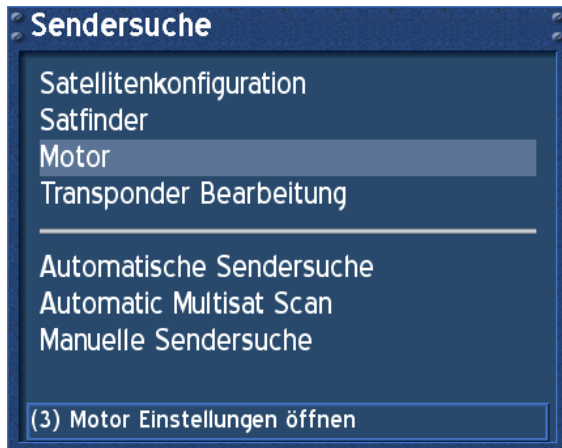 Sendersuche
Satellitenkonfiguration
Satfinder
Motor
Transponder Bearbeitung
Automatische Sendersuche
Automatic Multisat Scan
Manuelle Sendersuche
(3) Motor Einstellungen öffnen